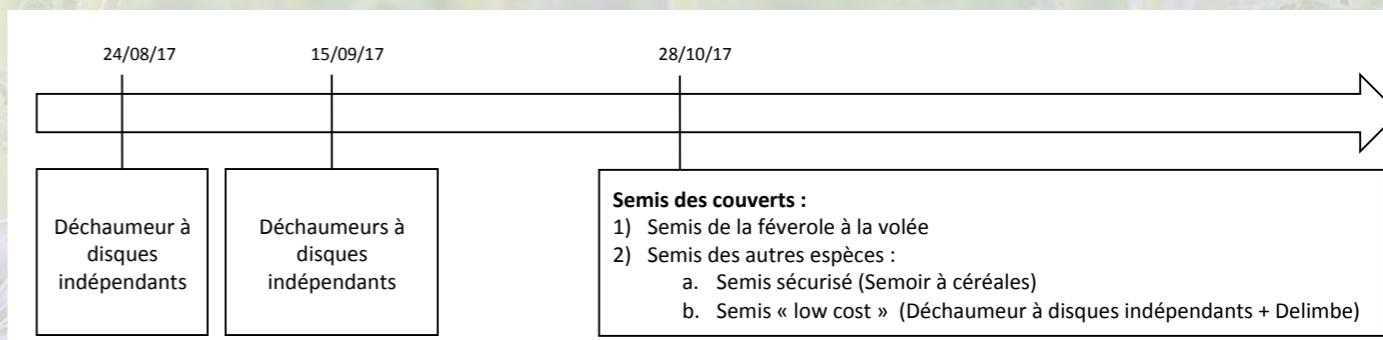 24/08/17
15/09/17
28/10/17
Déchaumeur à
disques
indépendants
Déchaumeurs à
disques
indépendants
Semis des couverts :
1) Semis de la féverole à la volée
2) Semis des autres espèces :
a. Semis sécurisé (Semoir à céréales)
b. Semis « low cost » (Déchaumeur à disques indépendants + Delimbe)